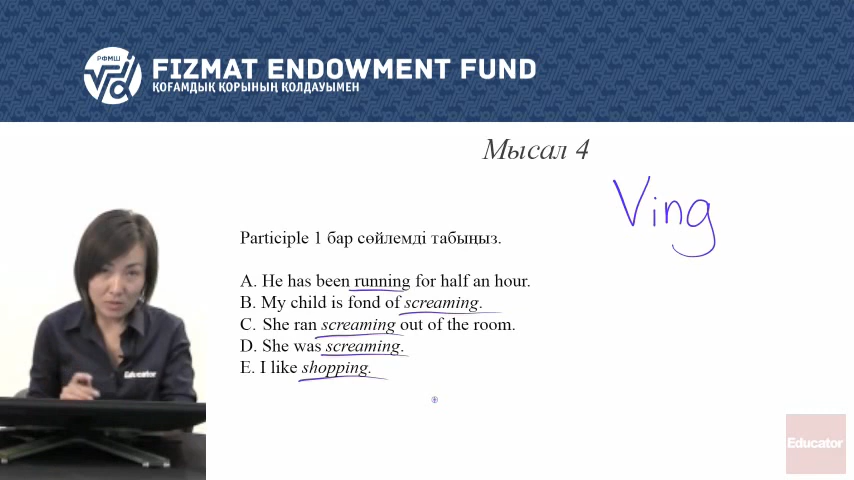 РФМШ
FIZMAT ENDOWMENT FUND
ҚОҒАМДЫҚ ҚОРЫНЫҢ ҚОЛДАУЫМЕН
Мысал 4
Ving
Participle 1 бар сөйлемді табыңыз.
A. He has been running for half an hour.
B. My child is fond of screaming.
C. She ran screaming out of the room.
D. She was screaming.
E. I like shopping.
Educator
Educator